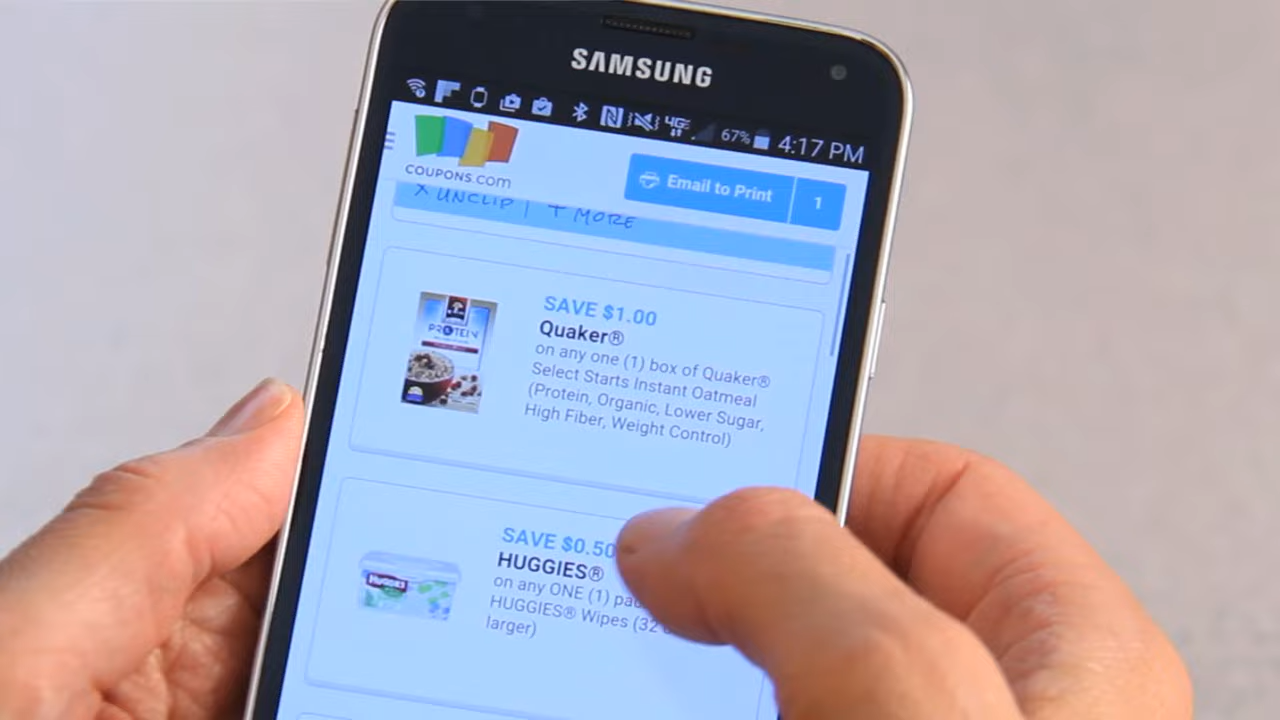 SAMSUNG
4GE 67% 4:17 PM
COUPONS.com
Email to Print 1
X UNCLIP | + MORE
PROTEIN
SAVE $1.00
Quaker®
on any one (1) box of Quaker®
Select Starts Instant Oatmeal
(Protein, Organic, Lower Sugar,
High Fiber, Weight Control)
SAVE $0.50
HUGGIES®
HUGGIES
on any ONE (1)
HUGGIES® Wipes (32
larger)